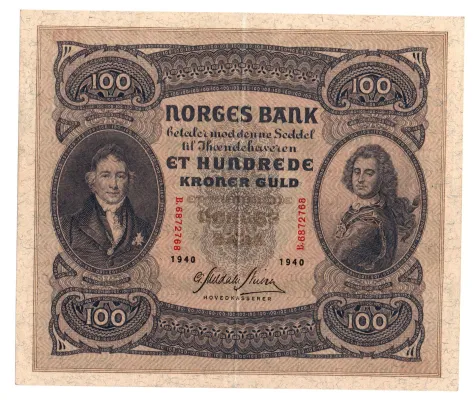 100 100
NORGES BANK
betaler mod denne Seddel
til Ihændehaveren
ET HUNDREDE
KRONER GULD
B.6872768 B.6872768
1940 1940
HOVEDKASSERER
100 100